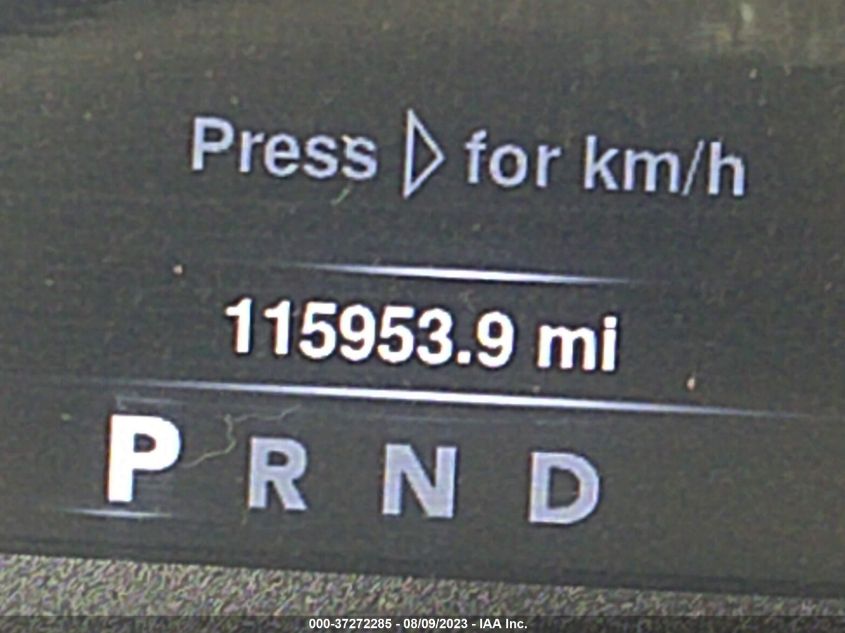 Press ▷ for km/h
115953.9 mi
P R N D
000-37272285 - 08/09/2023 - IAA Inc.